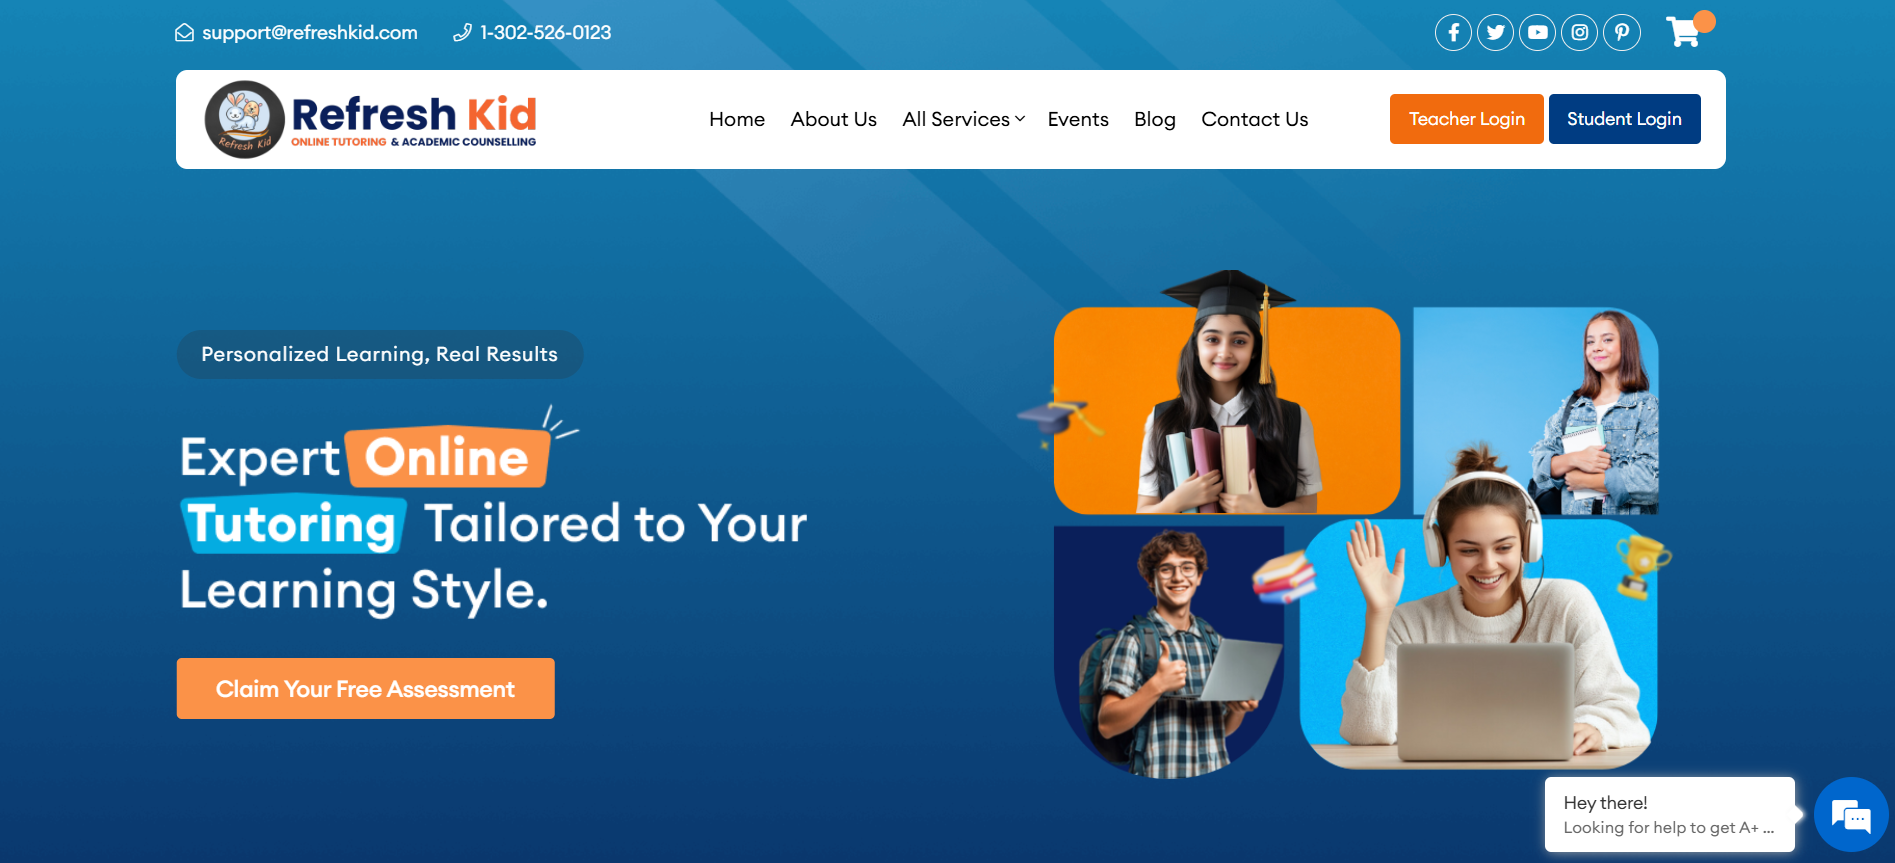 support@refreshkid.com 1-302-526-0123
Refresh Kid
Refresh Kid
ONLINE TUTORING & ACADEMIC COUNSELLING
Home About Us All Services Events Blog Contact Us
Teacher Login Student Login
Personalized Learning, Real Results
Expert Online
Tutoring Tailored to Your
Learning Style.
Claim Your Free Assessment
Hey there!
Looking for help to get A+ ...